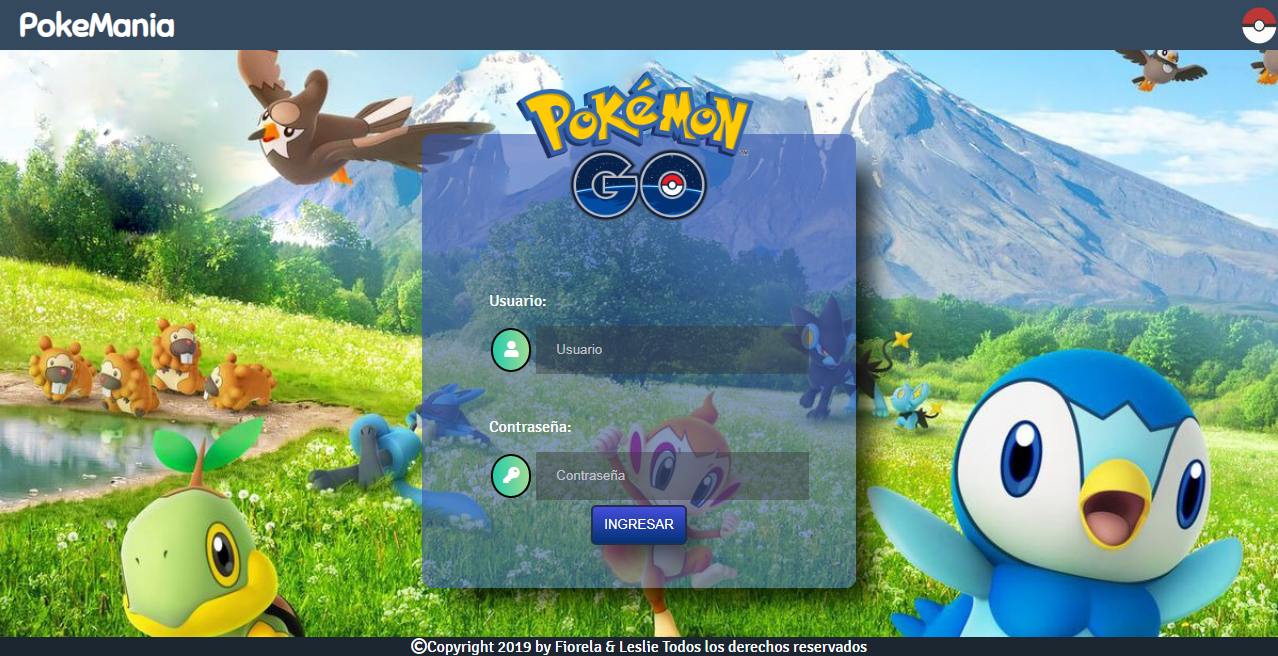 PokeMania
POKéMON
GO
Usuario:
Usuario
Contraseña:
Contraseña
INGRESAR
©Copyright 2019 by Fiorela & Leslie Todos los derechos reservados